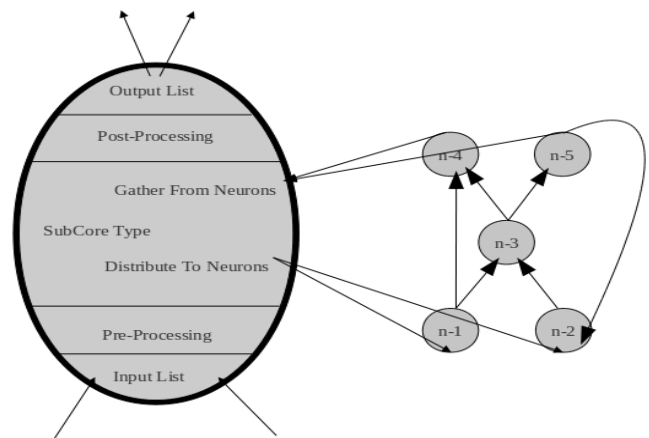 Output List
Post-Processing
Gather From Neurons
SubCore Type
Distribute To Neurons
Pre-Processing
Input List
n-4
n-5
n-3
n-1
n-2